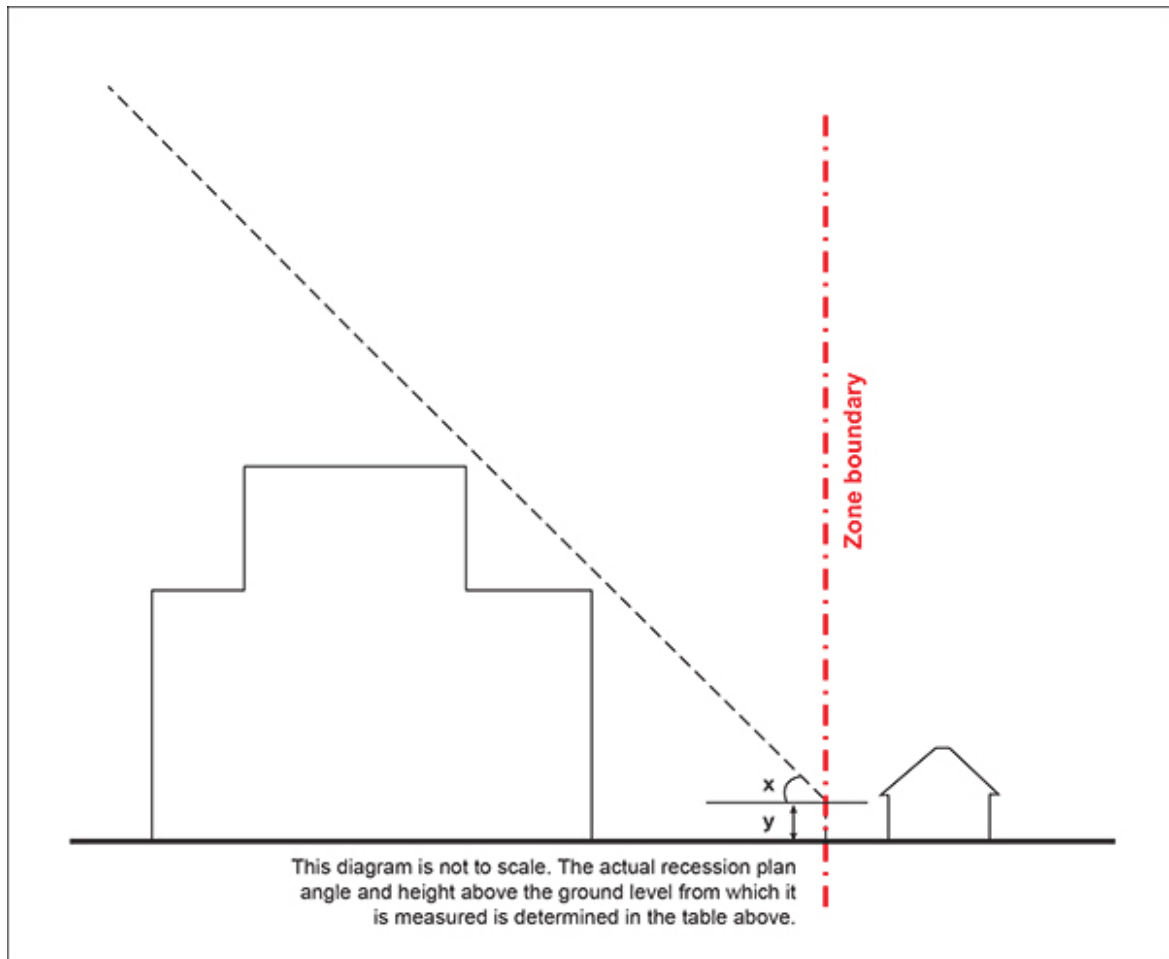 Zone boundary
x
y
This diagram is not to scale. The actual recession plan
angle and height above the ground level from which it
is measured is determined in the table above.